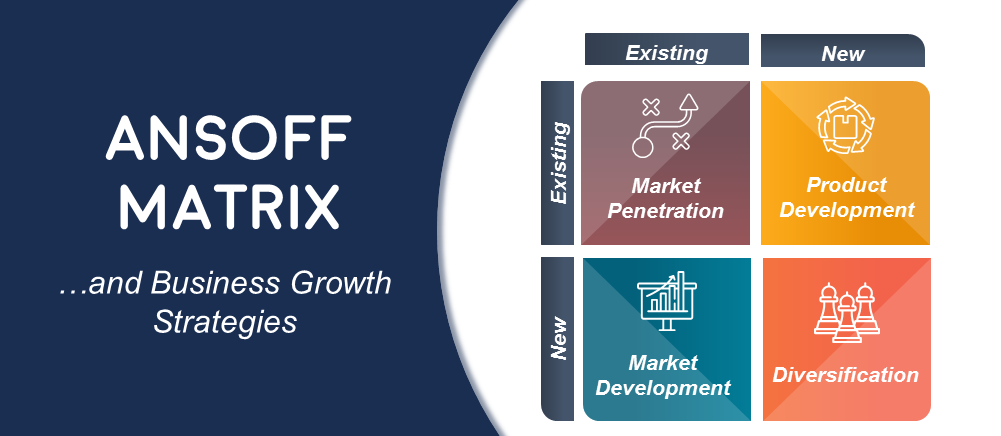 ANSOFF
MATRIX
…and Business Growth
Strategies
Existing
New
Existing
Market
Penetration
Product
Development
New
Market
Development
Diversification